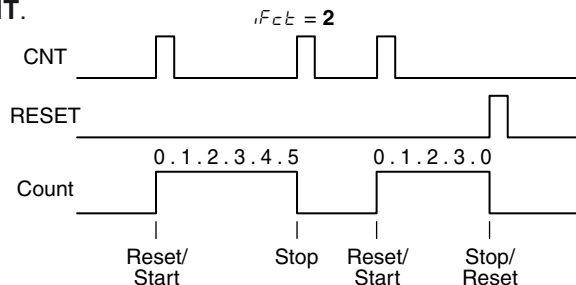 NT.
iFct = 2
CNT
RESET
0.1.2.3.4.5 0.1.2.3.0
Count
Reset/ Stop Reset/ Stop/
Start Start Reset